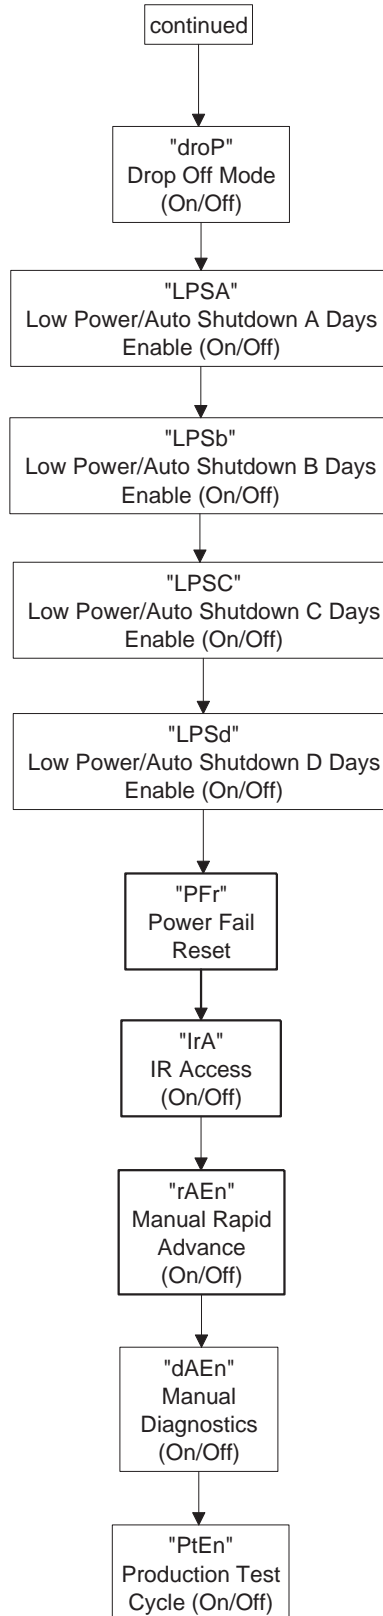 continued
"droP"
Drop Off Mode
(On/Off)
"LPSA"
Low Power/Auto Shutdown A Days
Enable (On/Off)
"LPSb"
Low Power/Auto Shutdown B Days
Enable (On/Off)
"LPSC"
Low Power/Auto Shutdown C Days
Enable (On/Off)
"LPSd"
Low Power/Auto Shutdown D Days
Enable (On/Off)
"PFr"
Power Fail
Reset
"IrA"
IR Access
(On/Off)
"rAEn"
Manual Rapid
Advance
(On/Off)
"dAEn"
Manual
Diagnostics
(On/Off)
"PtEn"
Production Test
Cycle (On/Off)